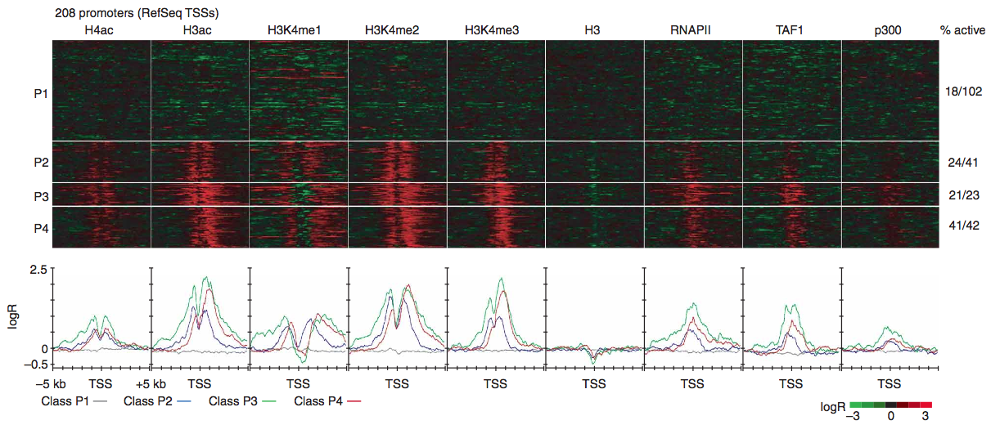 208 promoters (RefSeq TSSs)
H4ac H3ac H3K4me1 H3K4me2 H3K4me3 H3 RNAPII TAF1 p300 % active
P1 18/102
P2 24/41
P3 21/23
P4 41/42
2.5
logR
0
−0.5
−5 kb TSS +5 kb TSS TSS TSS TSS TSS TSS TSS TSS
Class P1 Class P2 Class P3 Class P4
logR
−3 0 3